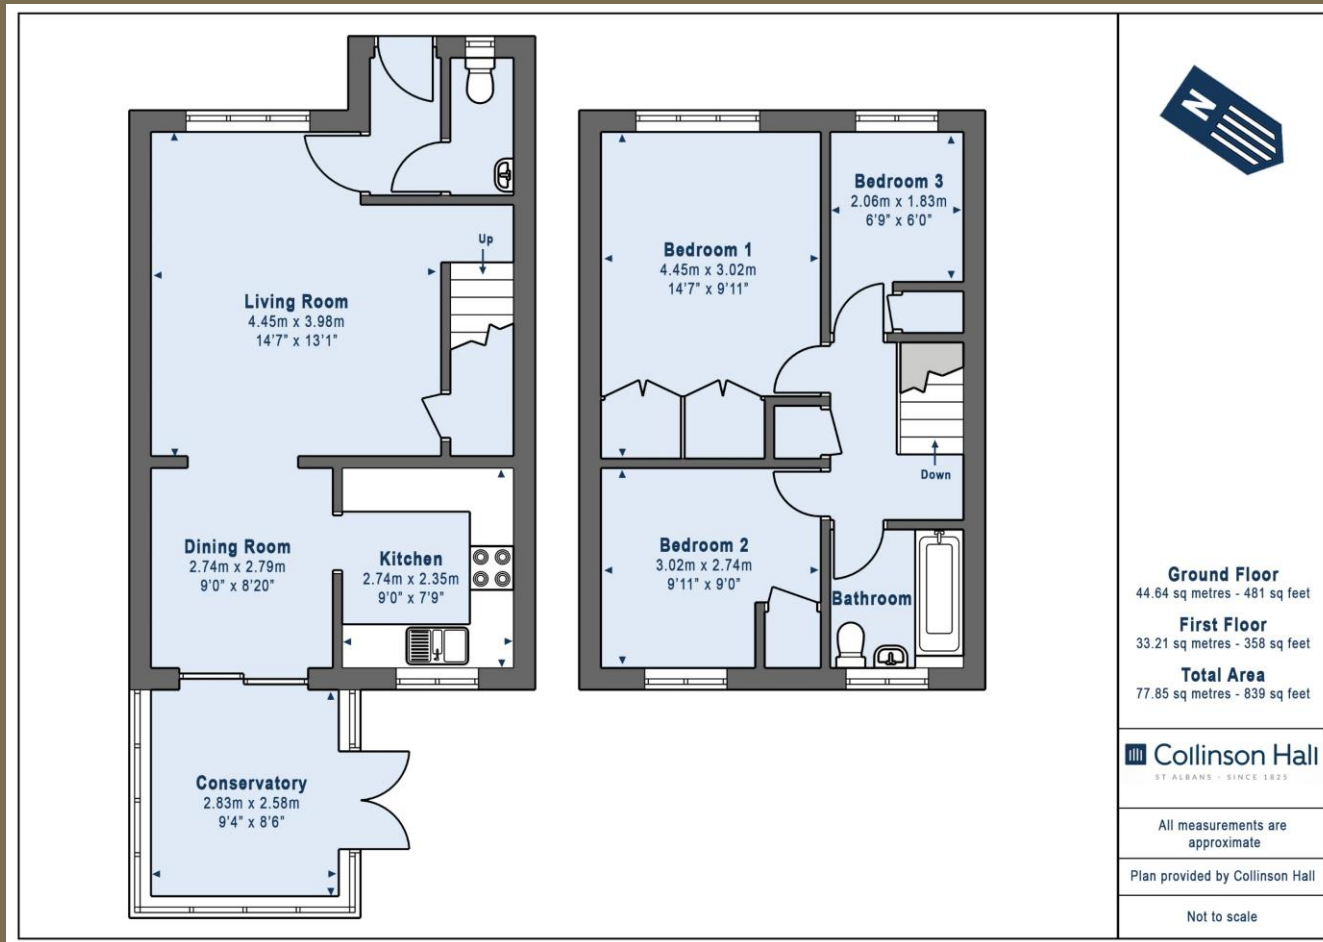 Up
Living Room
4.45m x 3.98m
14'7" x 13'1"
Dining Room
2.74m x 2.79m
9'0" x 8'20"
Kitchen
2.74m x 2.35m
9'0" x 7'9"
Conservatory
2.83m x 2.58m
9'4" x 8'6"
Bedroom 1
4.45m x 3.02m
14'7" x 9'11"
Bedroom 3
2.06m x 1.83m
6'9" x 6'0"
Down
Bedroom 2
3.02m x 2.74m
9'11" x 9'0"
Bathroom
N
Ground Floor
44.64 sq metres - 481 sq feet
First Floor
33.21 sq metres - 358 sq feet
Total Area
77.85 sq metres - 839 sq feet
Collinson Hall
ST ALBANS - SINCE 1825
All measurements are
approximate
Plan provided by Collinson Hall
Not to scale